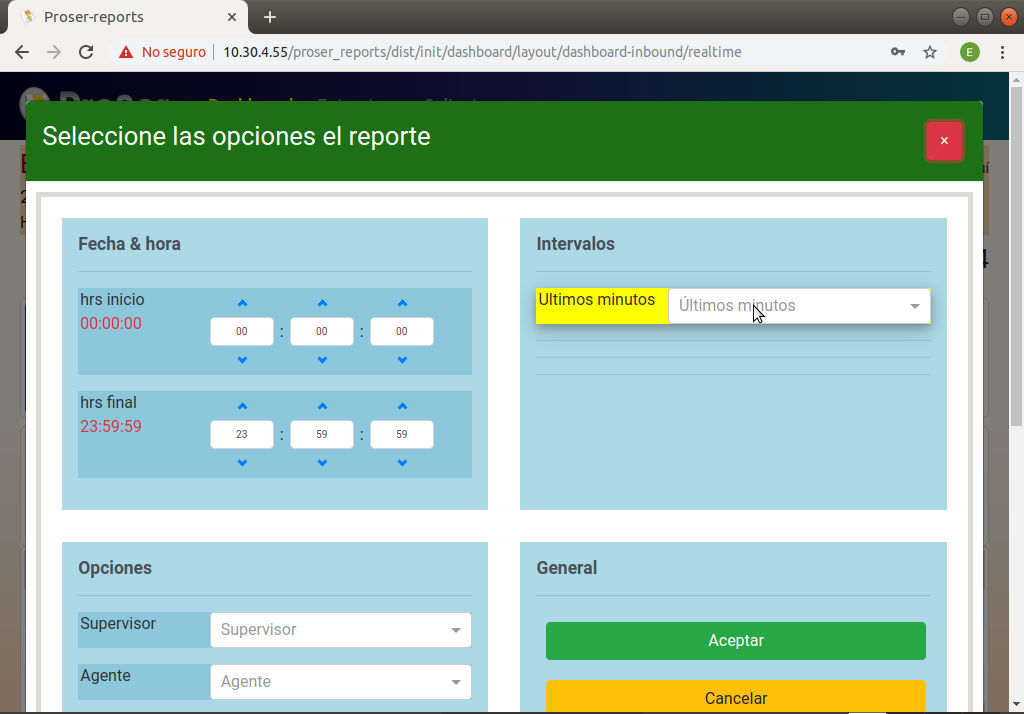 Proser-reports
No seguro
10.30.4.55/proser_reports/dist/init/dashboard/layout/dashboard-inbound/realtime
E
Seleccione las opciones el reporte
×
Fecha & hora
hrs inicio
00:00:00
00 : 00 : 00
hrs final
23:59:59
23 : 59 : 59
Intervalos
Ultimos minutos
Últimos minutos
Opciones
Supervisor
Supervisor
Agente
Agente
General
Aceptar
Cancelar